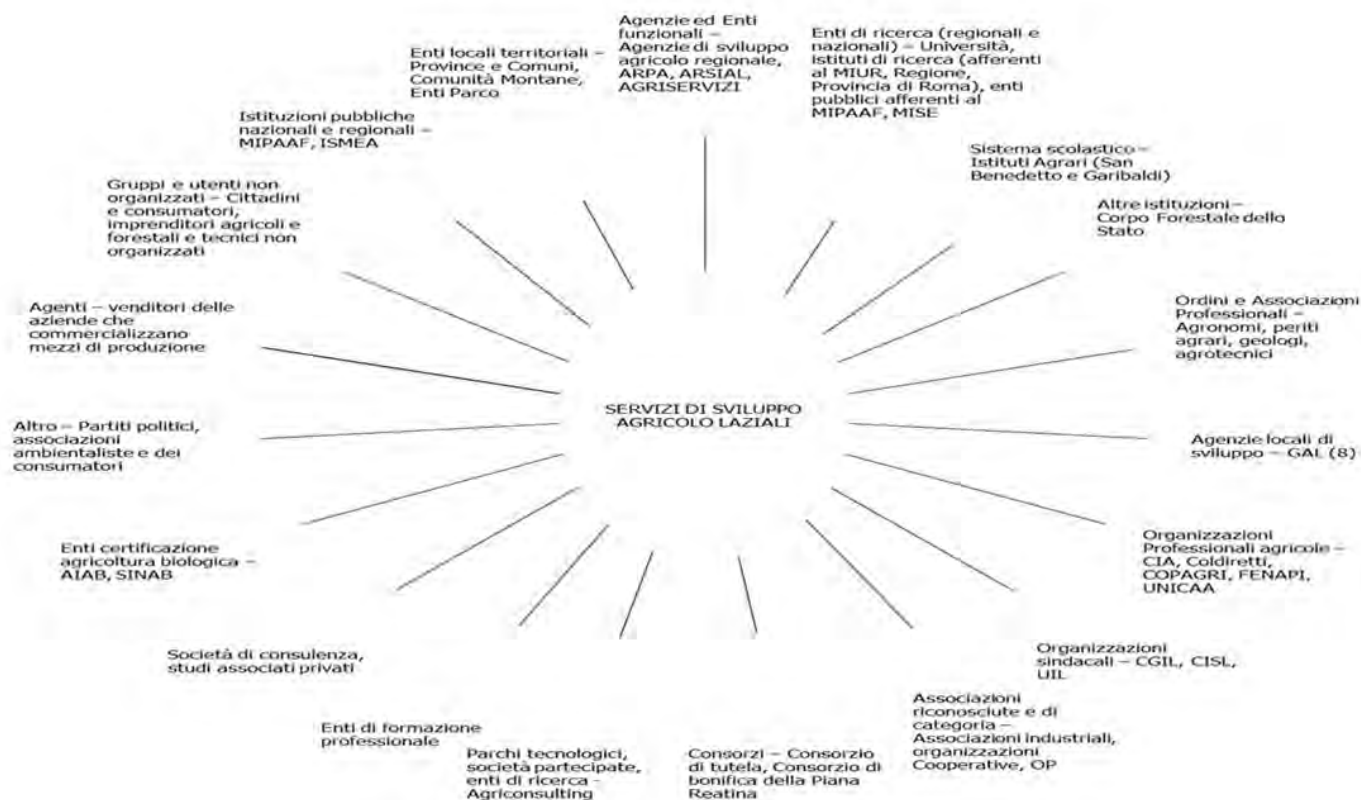 Agenzie ed Enti
funzionali –
Agenzie di sviluppo
agricolo regionale,
ARPA, ARSIAL,
AGRISERVIZI
Enti di ricerca (regionali e
nazionali) – Università,
istituti di ricerca (afferenti
al MIUR, Regione,
Provincia di Roma), enti
pubblici afferenti al
MIPAAF, MISE
Sistema scolastico –
Istituti Agrari (San
Benedetto e Garibaldi)
Altre istituzioni –
Corpo Forestale dello
Stato
Ordini e Associazioni
Professionali –
Agronomi, periti
agrari, geologi,
agrotecnici
Agenzie locali di
sviluppo – GAL (8)
Organizzazioni
Professionali agricole –
CIA, Coldiretti,
COPAGRI, FENAPI,
UNICAA
Organizzazioni
sindacali – CGIL, CISL,
UIL
Associazioni
riconosciute e di
categoria –
Associazioni industriali,
organizzazioni
Cooperative, OP
Consorzi – Consorzio
di tutela, Consorzio di
bonifica della Piana
Reatina
Parchi tecnologici,
società partecipate,
enti di ricerca -
Agriconsulting
Enti di formazione
professionale
Società di consulenza,
studi associati privati
Enti certificazione
agricoltura biologica –
AIAB, SINAB
Altro – Partiti politici,
associazioni
ambientaliste e dei
consumatori
Agenti – venditori delle
aziende che
commercializzano
mezzi di produzione
Gruppi e utenti non
organizzati – Cittadini
e consumatori,
imprenditori agricoli e
forestali e tecnici non
organizzati
Istituzioni pubbliche
nazionali e regionali –
MIPAAF, ISMEA
Enti locali territoriali –
Province e Comuni,
Comunità Montane,
Enti Parco
SERVIZI DI SVILUPPO
AGRICOLO LAZIALI